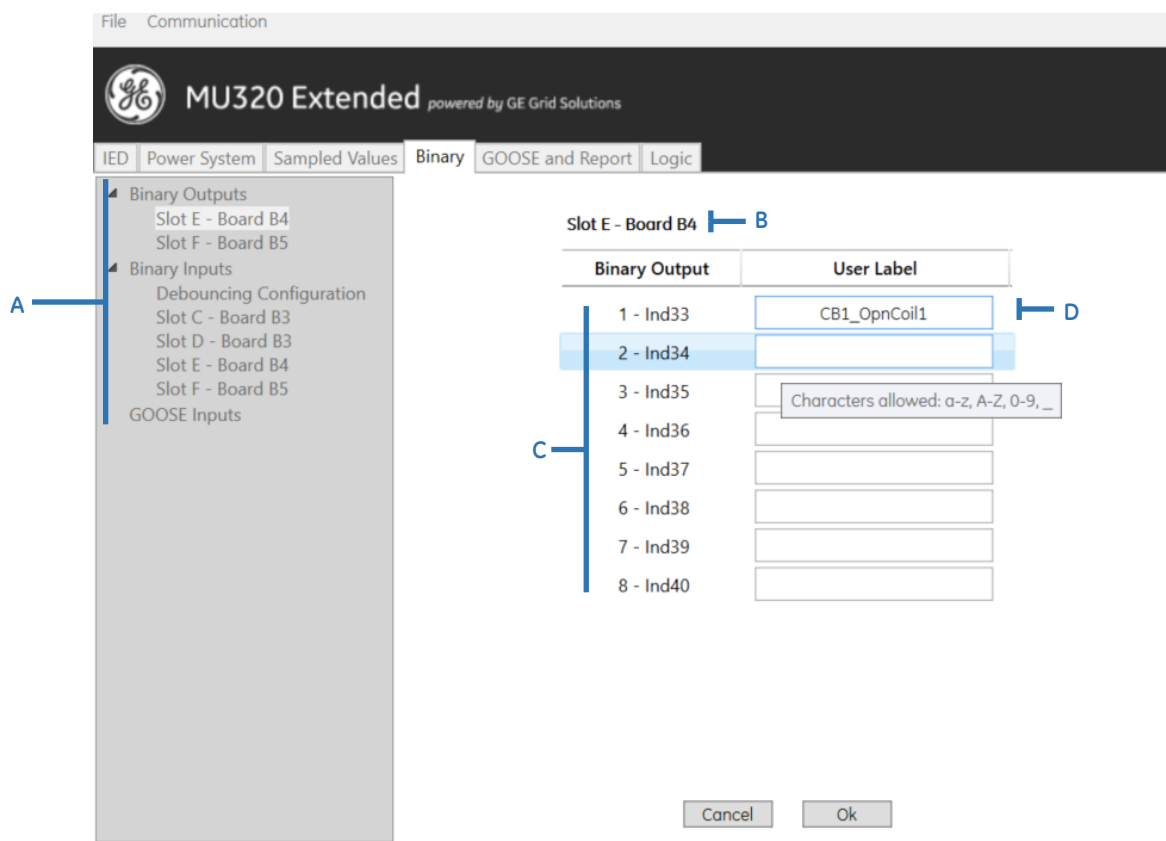 File Communication
GE MU320 Extended powered by GE Grid Solutions
IED Power System Sampled Values Binary GOOSE and Report Logic
Binary Outputs
Slot E - Board B4
Slot F - Board B5
Binary Inputs
Debouncing Configuration
Slot C - Board B3
Slot D - Board B3
Slot E - Board B4
Slot F - Board B5
GOOSE Inputs
A
Slot E - Board B4 B
Binary Output User Label
1 - Ind33 CB1_OpnCoil1 D
2 - Ind34
3 - Ind35
Characters allowed: a-z, A-Z, 0-9, _
4 - Ind36
C
5 - Ind37
6 - Ind38
7 - Ind39
8 - Ind40
Cancel Ok